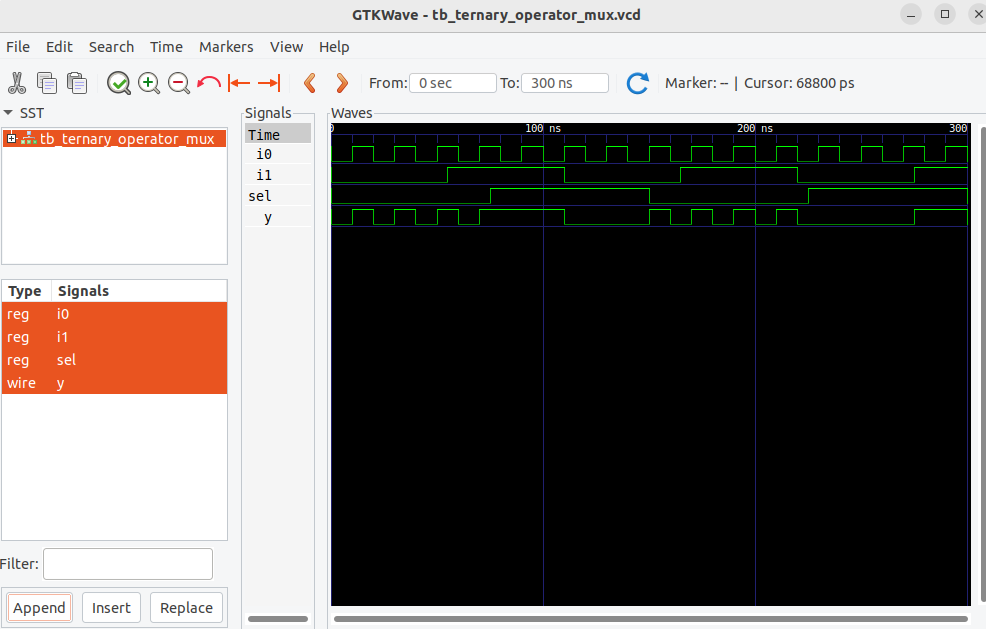 GTKWave - tb_ternary_operator_mux.vcd
File Edit Search Time Markers View Help
From: 0 sec To: 300 ns Marker: -- | Cursor: 68800 ps
SST
tb_ternary_operator_mux
Type Signals
reg i0
reg i1
reg sel
wire y
Filter:
Append Insert Replace
Signals
Time
i0
i1
sel
y
Waves
0 100 ns 200 ns 300